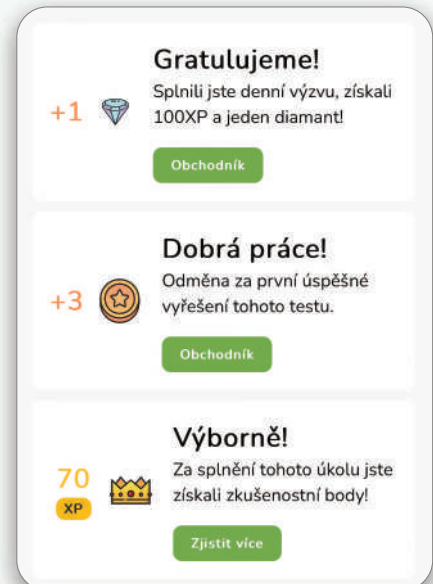 Gratulujeme!
+1
Splnili jste denní výzvu, získali
100XP a jeden diamant!
Obchodník
Dobrá práce!
+3
Odměna za první úspěšné
vyřešení tohoto testu.
Obchodník
Výborně!
70
XP
Za splnění tohoto úkolu jste
získali zkušenostní body!
Zjistit více